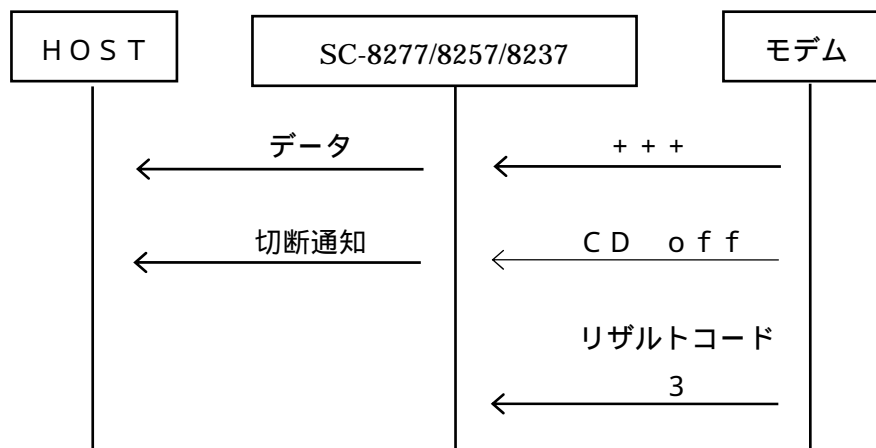 ＨＯＳＴ
SC-8277/8257/8237
モデム
データ
＋＋＋
切断通知
ＣＤ　ｏｆｆ
リザルトコード
３